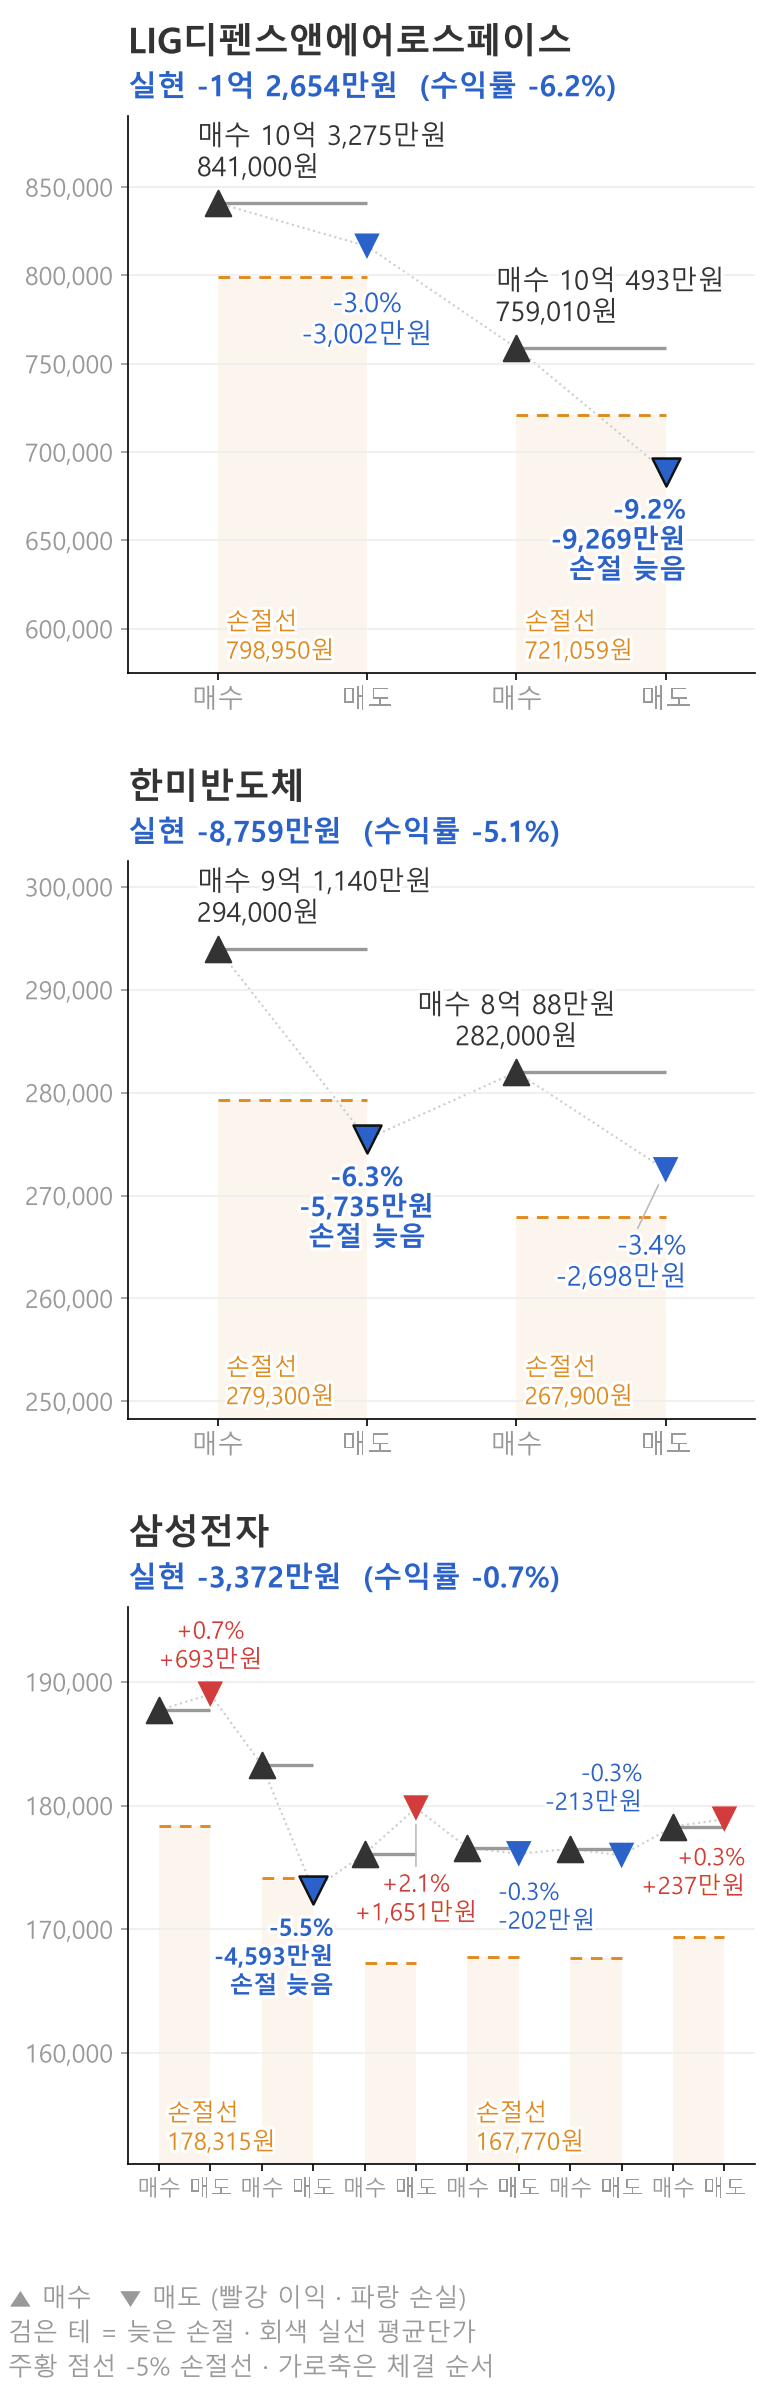 LIG디펜스앤에어로스페이스
실현 -1억 2,654만원 (수익률 -6.2%)
매수 10억 3,275만원
841,000원
850,000
800,000
매수 10억 493만원
759,010원
-3.0%
-3,002만원
750,000
700,000
-9.2%
-9,269만원
손절 늦음
650,000
600,000
손절선
798,950원
손절선
721,059원
매수 매도 매수 매도
한미반도체
실현 -8,759만원 (수익률 -5.1%)
매수 9억 1,140만원
294,000원
300,000
290,000
매수 8억 88만원
282,000원
280,000
-6.3%
-5,735만원
손절 늦음
270,000
-3.4%
-2,698만원
260,000
손절선
279,300원
손절선
267,900원
250,000
매수 매도 매수 매도
삼성전자
실현 -3,372만원 (수익률 -0.7%)
+0.7%
+693만원
190,000
-0.3%
-213만원
180,000
+2.1%
+1,651만원
-0.3%
-202만원
+0.3%
+237만원
170,000
-5.5%
-4,593만원
손절 늦음
160,000
손절선
178,315원
손절선
167,770원
매수 매도 매수 매도 매수 매도 매수 매도 매수 매도 매수 매도
▲ 매수 ▼ 매도 (빨강 이익 · 파랑 손실)
검은 테 = 늦은 손절 · 회색 실선 평균단가
주황 점선 -5% 손절선 · 가로축은 체결 순서